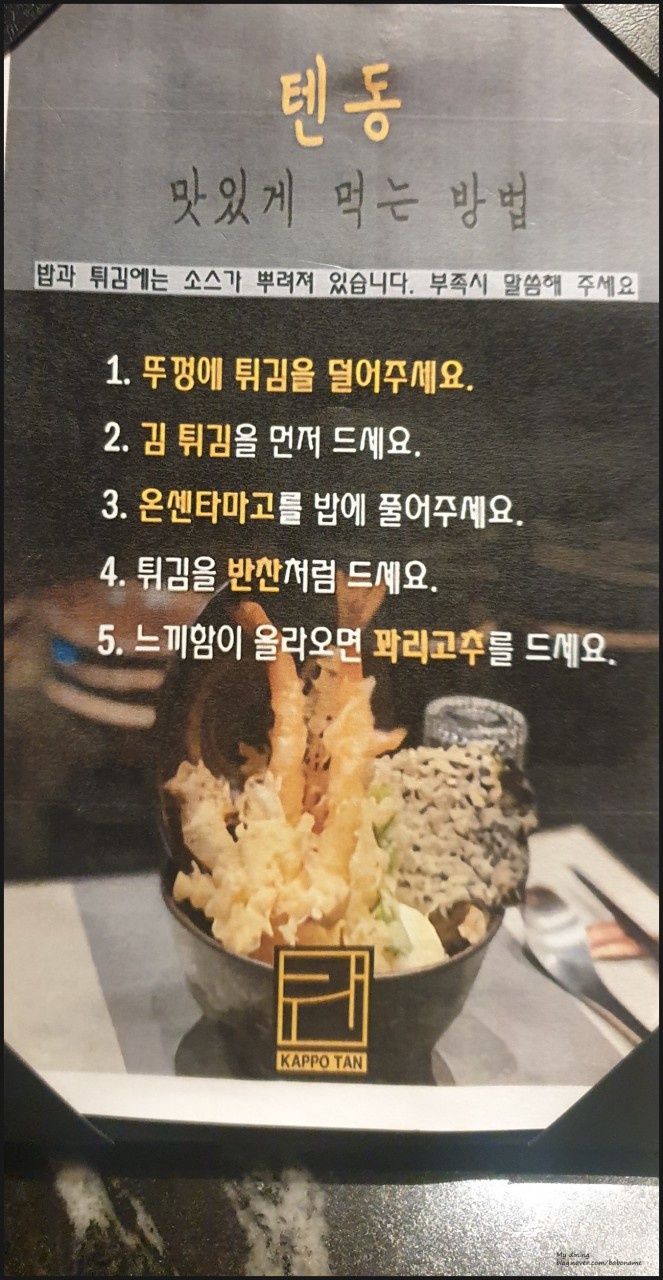 텐동
맛있게 먹는 방법
밥과 튀김에는 소스가 뿌려져 있습니다. 부족시 말씀해 주세요
1. 뚜껑에 튀김을 덜어주세요.
2. 김 튀김을 먼저 드세요.
3. 온센타마고를 밥에 풀어주세요.
4. 튀김을 반찬처럼 드세요.
5. 느끼함이 올라오면 꽈리고추를 드세요.
KAPPO TAN
My dining
blog.naver.com/baboname